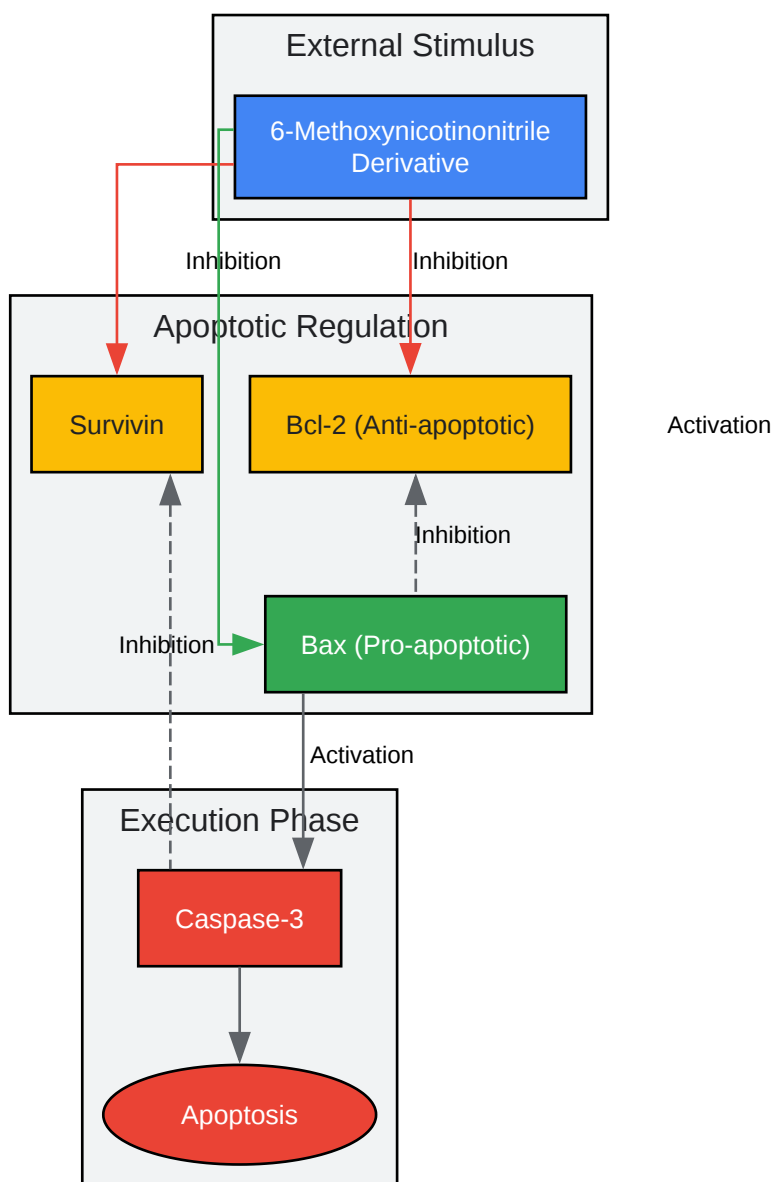 External Stimulus
6-Methoxynicotinonitrile
Derivative
Inhibition
Inhibition
Apoptotic Regulation
Survivin
Bcl-2 (Anti-apoptotic)
Activation
Inhibition
Inhibition
Bax (Pro-apoptotic)
Activation
Execution Phase
Caspase-3
Apoptosis